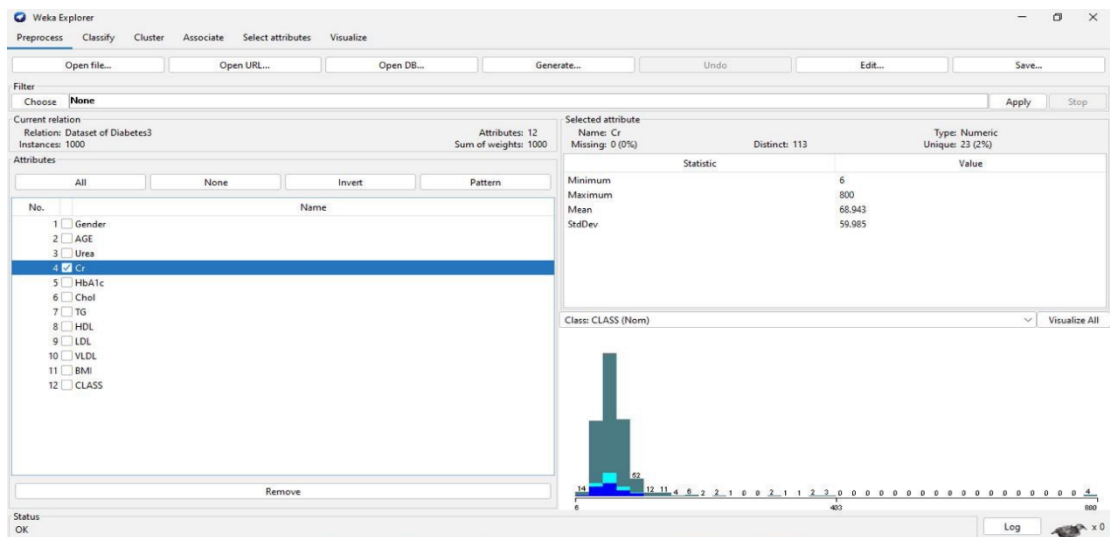 Weka Explorer
Preprocess Classify Cluster Associate Select attributes Visualize
Open file... Open URL... Open DB... Generate... Undo Edit... Save...
Filter
Choose None Apply Stop
Current relation
Relation: Dataset of Diabetes3 Attributes: 12
Instances: 1000 Sum of weights: 1000
Attributes
All None Invert Pattern
No. Name
1 Gender
2 AGE
3 Urea
4 Cr
5 HbA1c
6 Chol
7 TG
8 HDL
9 LDL
10 VLDL
11 BMI
12 CLASS
Remove
Selected attribute
Name: Cr Type: Numeric
Missing: 0 (0%) Distinct: 113 Unique: 23 (2%)
Statistic Value
Minimum 6
Maximum 800
Mean 68.943
StdDev 59.985
Class: CLASS (Nom) Visualize All
62
14 12 11 4 6 2 2 1 0 0 2 1 1 2 3 0 0 0 0 0 0 0 0 0 0 0 0 0 0 0 0 0 0 4
6 403 800
Status
OK Log x 0